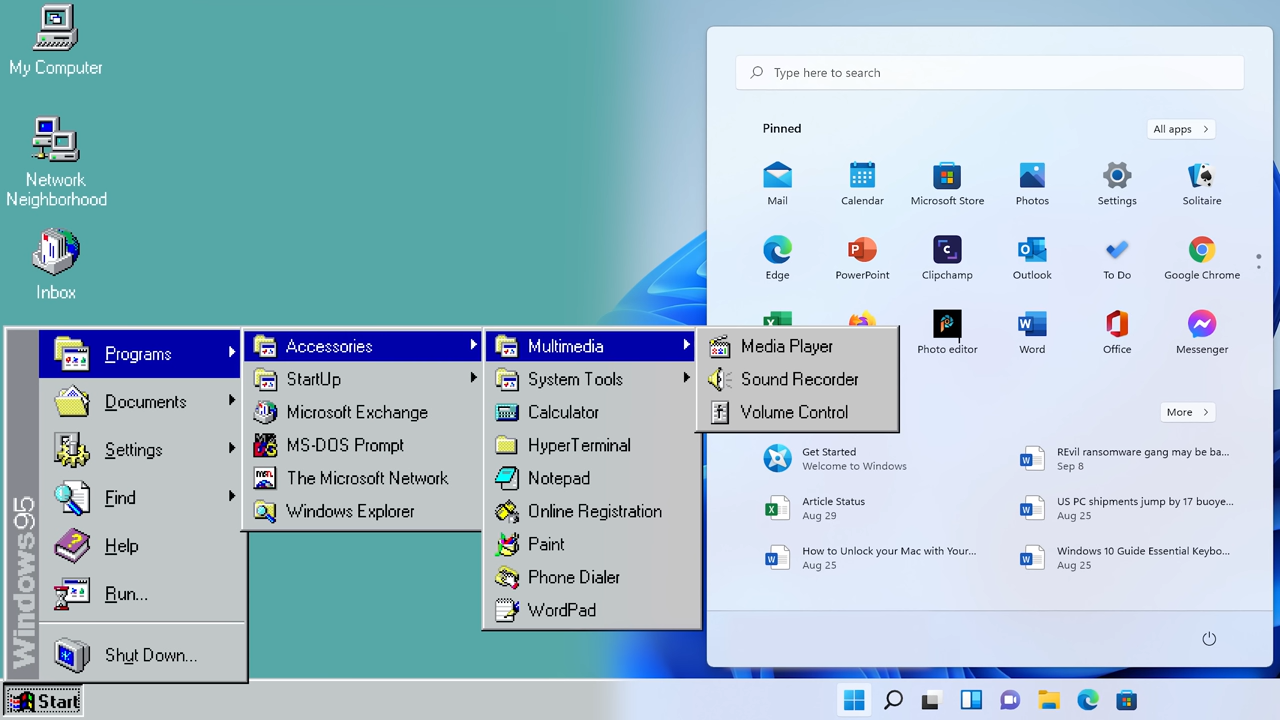 My Computer
Network
Neighborhood
Inbox
Programs
Documents
Settings
Find
Help
Run...
Shut Down...
Windows95
Start
Accessories
StartUp
Microsoft Exchange
MS-DOS Prompt
The Microsoft Network
Windows Explorer
Multimedia
System Tools
Calculator
HyperTerminal
Notepad
Online Registration
Paint
Phone Dialer
WordPad
Media Player
Sound Recorder
Volume Control
Type here to search
Pinned
All apps
Mail
Calendar
Microsoft Store
Photos
Settings
Solitaire
Edge
PowerPoint
Clipchamp
Outlook
To Do
Google Chrome
Photo editor
Word
Office
Messenger
More
Get Started
Welcome to Windows
REvil ransomware gang may be ba...
Sep 8
Article Status
Aug 29
US PC shipments jump by 17 buoye...
Aug 25
How to Unlock your Mac with Your...
Aug 25
Windows 10 Guide Essential Keybo...
Aug 25